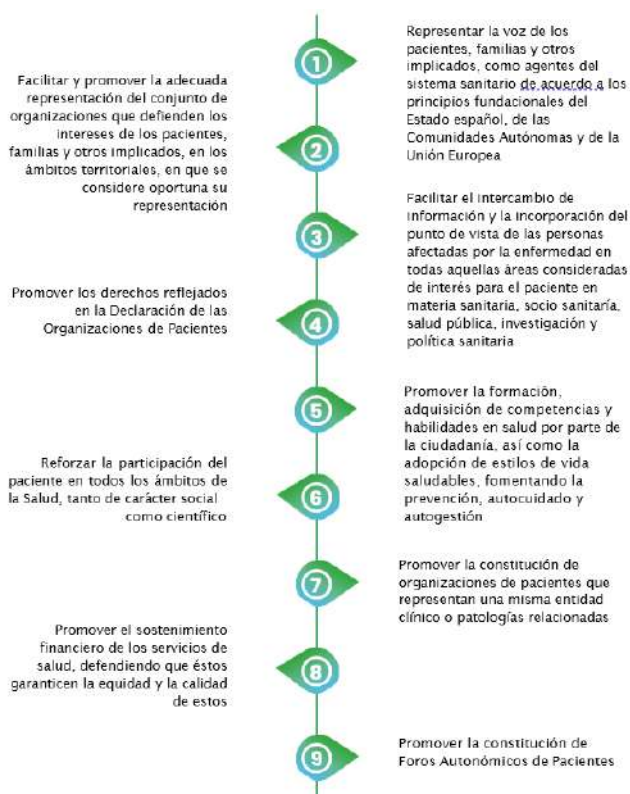 1
Representar la voz de los
pacientes, familias y otros
implicados, como agentes del
sistema sanitario de acuerdo a los
principios fundacionales del
Estado español, de las
Comunidades Autónomas y de la
Unión Europea
2
Facilitar y promover la adecuada
representación del conjunto de
organizaciones que defienden los
intereses de los pacientes,
familias y otros implicados, en los
ámbitos territoriales, en que se
considere oportuna su
representación
3
Facilitar el intercambio de
información y la incorporación del
punto de vista de las personas
afectadas por la enfermedad en
todas aquellas áreas consideradas
de interés para el paciente en
materia sanitaria, socio sanitaría,
salud pública, investigación y
política sanitaria
4
Promover los derechos reflejados
en la Declaración de las
Organizaciones de Pacientes
5
Promover la formación,
adquisición de competencias y
habilidades en salud por parte de
la ciudadanía, así como la
adopción de estilos de vida
saludables, fomentando la
prevención, autocuidado y
autogestión
6
Reforzar la participación del
paciente en todos los ámbitos de
la Salud, tanto de carácter social
como científico
7
Promover la constitución de
organizaciones de pacientes que
representan una misma entidad
clínico o patologías relacionadas
8
Promover el sostenimiento
financiero de los servicios de
salud, defendiendo que éstos
garanticen la equidad y la calidad
de estos
9
Promover la constitución de
Foros Autonómicos de Pacientes